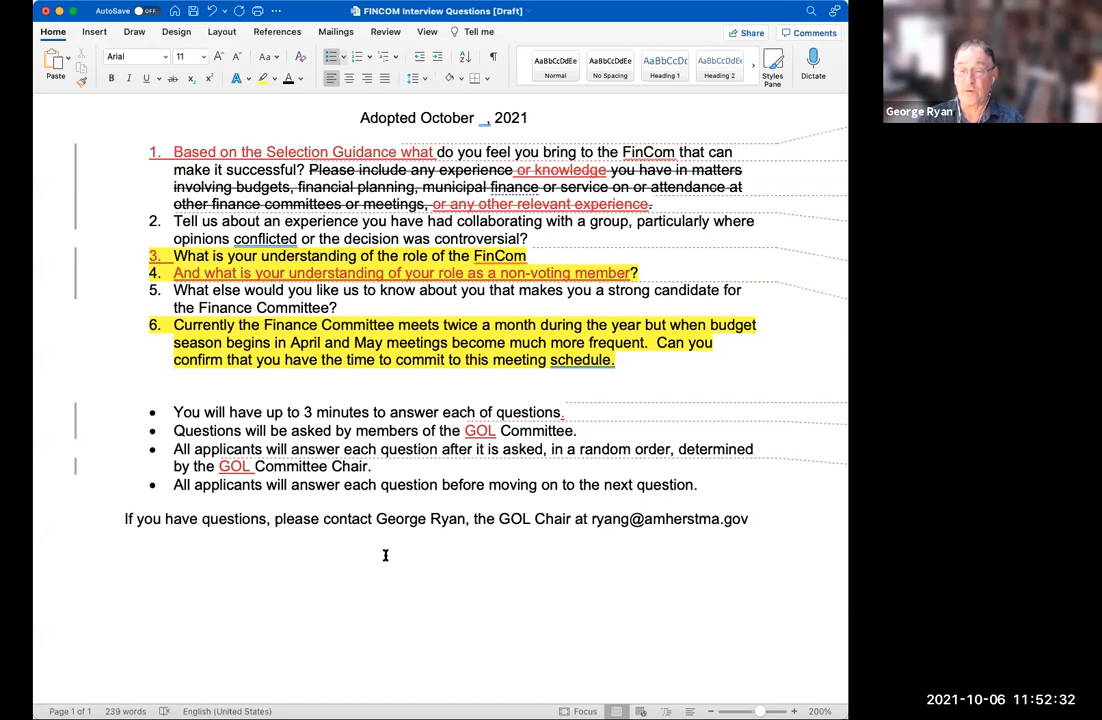 AutoSave OFF FINCOM Interview Questions [Draft]
Home Insert Draw Design Layout References Mailings Review View Tell me Share Comments
Paste Arial 11 A A Aa A AaBbCcDdEe AaBbCcDdEe AaBbCcDc AaBbCcDdE
B I U ab x₂ x² A A Normal No Spacing Heading 1 Heading 2 Styles Pane Dictate
George Ryan
Adopted October _, 2021
1. Based on the Selection Guidance what do you feel you bring to the FinCom that can
make it successful? Please include any experience or knowledge you have in matters
involving budgets, financial planning, municipal finance or service on or attendance at
other finance committees or meetings, or any other relevant experience.
2. Tell us about an experience you have had collaborating with a group, particularly where
opinions conflicted or the decision was controversial?
3. What is your understanding of the role of the FinCom
4. And what is your understanding of your role as a non-voting member?
5. What else would you like us to know about you that makes you a strong candidate for
the Finance Committee?
6. Currently the Finance Committee meets twice a month during the year but when budget
season begins in April and May meetings become much more frequent. Can you
confirm that you have the time to commit to this meeting schedule.
• You will have up to 3 minutes to answer each of questions.
• Questions will be asked by members of the GOL Committee.
• All applicants will answer each question after it is asked, in a random order, determined
by the GOL Committee Chair.
• All applicants will answer each question before moving on to the next question.
If you have questions, please contact George Ryan, the GOL Chair at ryang@amherstma.gov
Page 1 of 1 239 words English (United States) Focus 200%
2021-10-06 11:52:32